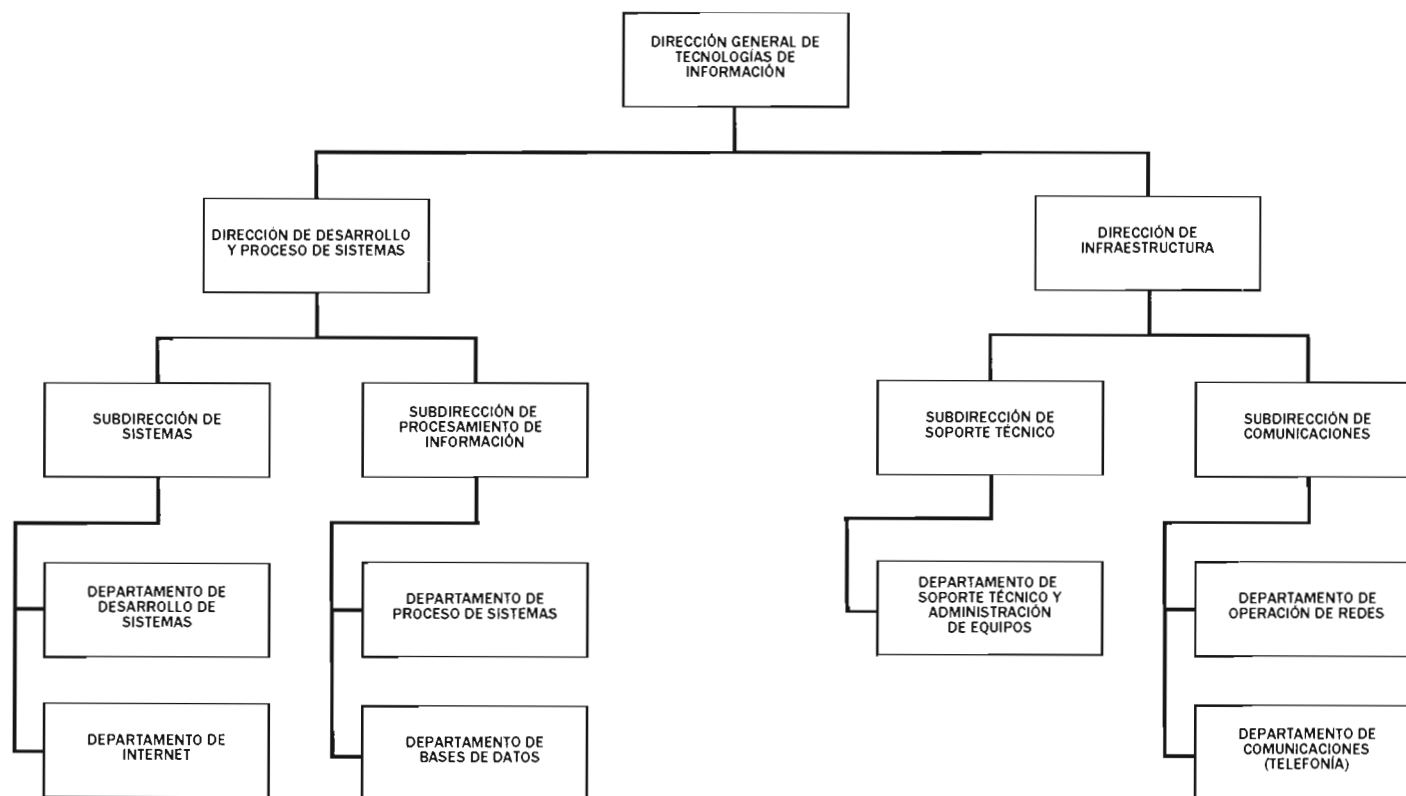 DIRECCIÓN GENERAL DE
TECNOLOGÍAS DE
INFORMACIÓN
DIRECCIÓN DE DESARROLLO
Y PROCESO DE SISTEMAS
DIRECCIÓN DE
INFRAESTRUCTURA
SUBDIRECCIÓN DE
SISTEMAS
SUBDIRECCIÓN DE
PROCESAMIENTO DE
INFORMACIÓN
SUBDIRECCIÓN DE
SOPORTE TÉCNICO
SUBDIRECCIÓN DE
COMUNICACIONES
DEPARTAMENTO DE
DESARROLLO DE
SISTEMAS
DEPARTAMENTO DE
PROCESO DE SISTEMAS
DEPARTAMENTO DE
SOPORTE TÉCNICO Y
ADMINISTRACIÓN
DE EQUIPOS
DEPARTAMENTO DE
OPERACIÓN DE REDES
DEPARTAMENTO DE
INTERNET
DEPARTAMENTO DE
BASES DE DATOS
DEPARTAMENTO DE
COMUNICACIONES
(TELEFONÍA)